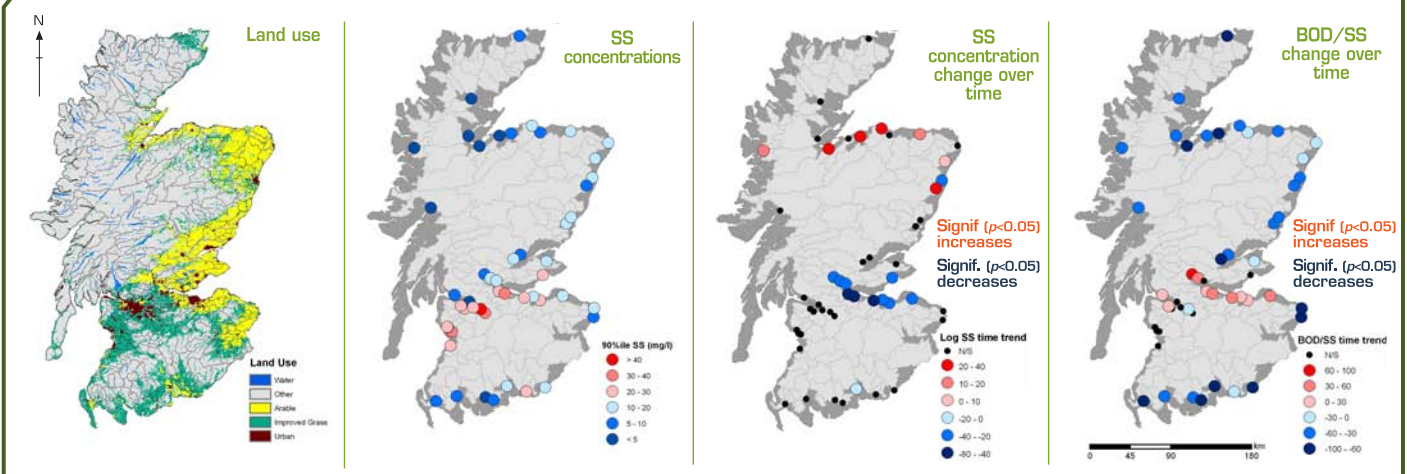 N
Land use
Land Use
Water
Other
Arable
Improved Grass
Urban
SS
concentrations
90%ile SS (mg/l)
> 40
30 - 40
20 - 30
10 - 20
5 - 10
< 5
SS
concentration
change over
time
Signif (p<0.05)
increases
Signif. (p<0.05)
decreases
Log SS time trend
N/S
20 - 40
10 - 20
0 - 10
-20 - 0
-40 - -20
-80 - -40
BOD/SS
change over
time
Signif (p<0.05)
increases
Signif. (p<0.05)
decreases
BOD/SS time trend
N/S
60 - 100
30 - 60
0 - 30
-30 - 0
-60 - -30
-100 - -60
km
0 45 90 180